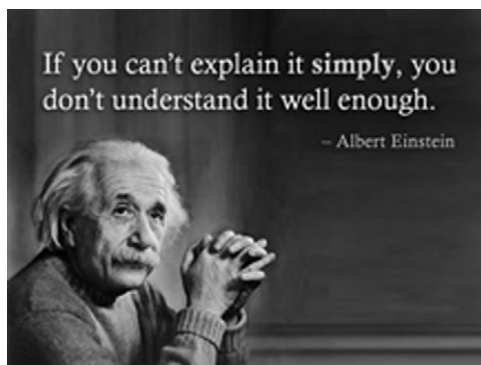 If you can't explain it simply, you
don't understand it well enough.
– Albert Einstein